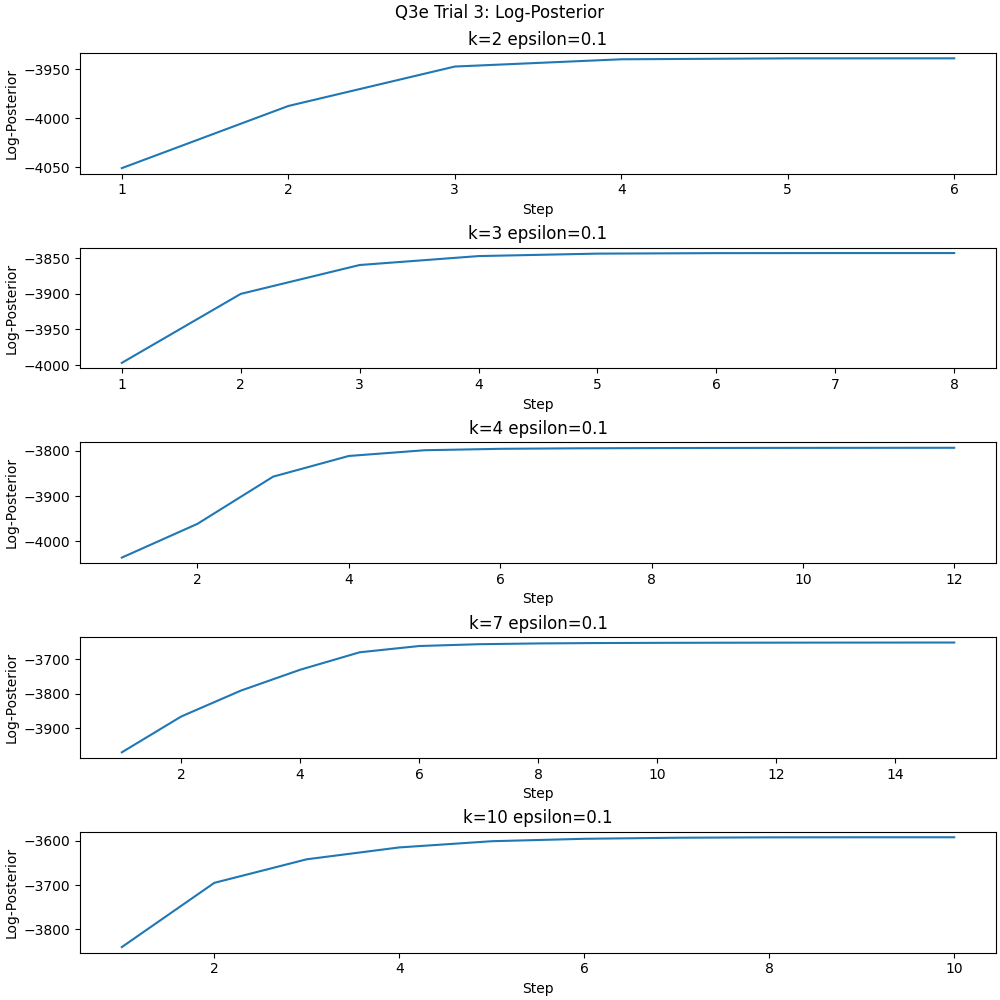 Q3e Trial 3: Log-Posterior
k=2 epsilon=0.1
Log-Posterior
−3950
−4000
−4050
1 2 3 4 5 6
Step
k=3 epsilon=0.1
Log-Posterior
−3850
−3900
−3950
−4000
1 2 3 4 5 6 7 8
Step
k=4 epsilon=0.1
Log-Posterior
−3800
−3900
−4000
2 4 6 8 10 12
Step
k=7 epsilon=0.1
Log-Posterior
−3700
−3800
−3900
2 4 6 8 10 12 14
Step
k=10 epsilon=0.1
Log-Posterior
−3600
−3700
−3800
2 4 6 8 10
Step